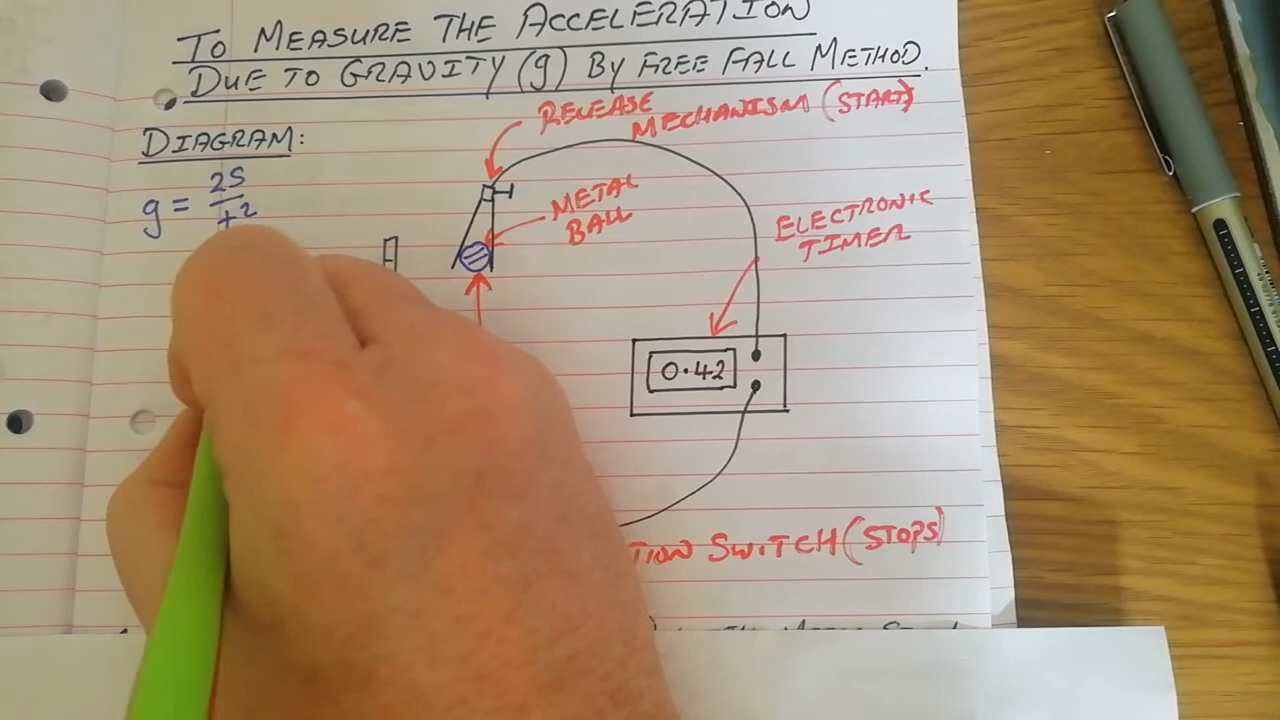 TO MEASURE THE ACCELERATION
DUE TO GRAVITY (g) BY FREE FALL METHOD.
DIAGRAM:
RELEASE
MECHANISM (START)
g = 2S
t²
METAL
BALL
ELECTRONIC
TIMER
0.42
SWITCH (STOPS)